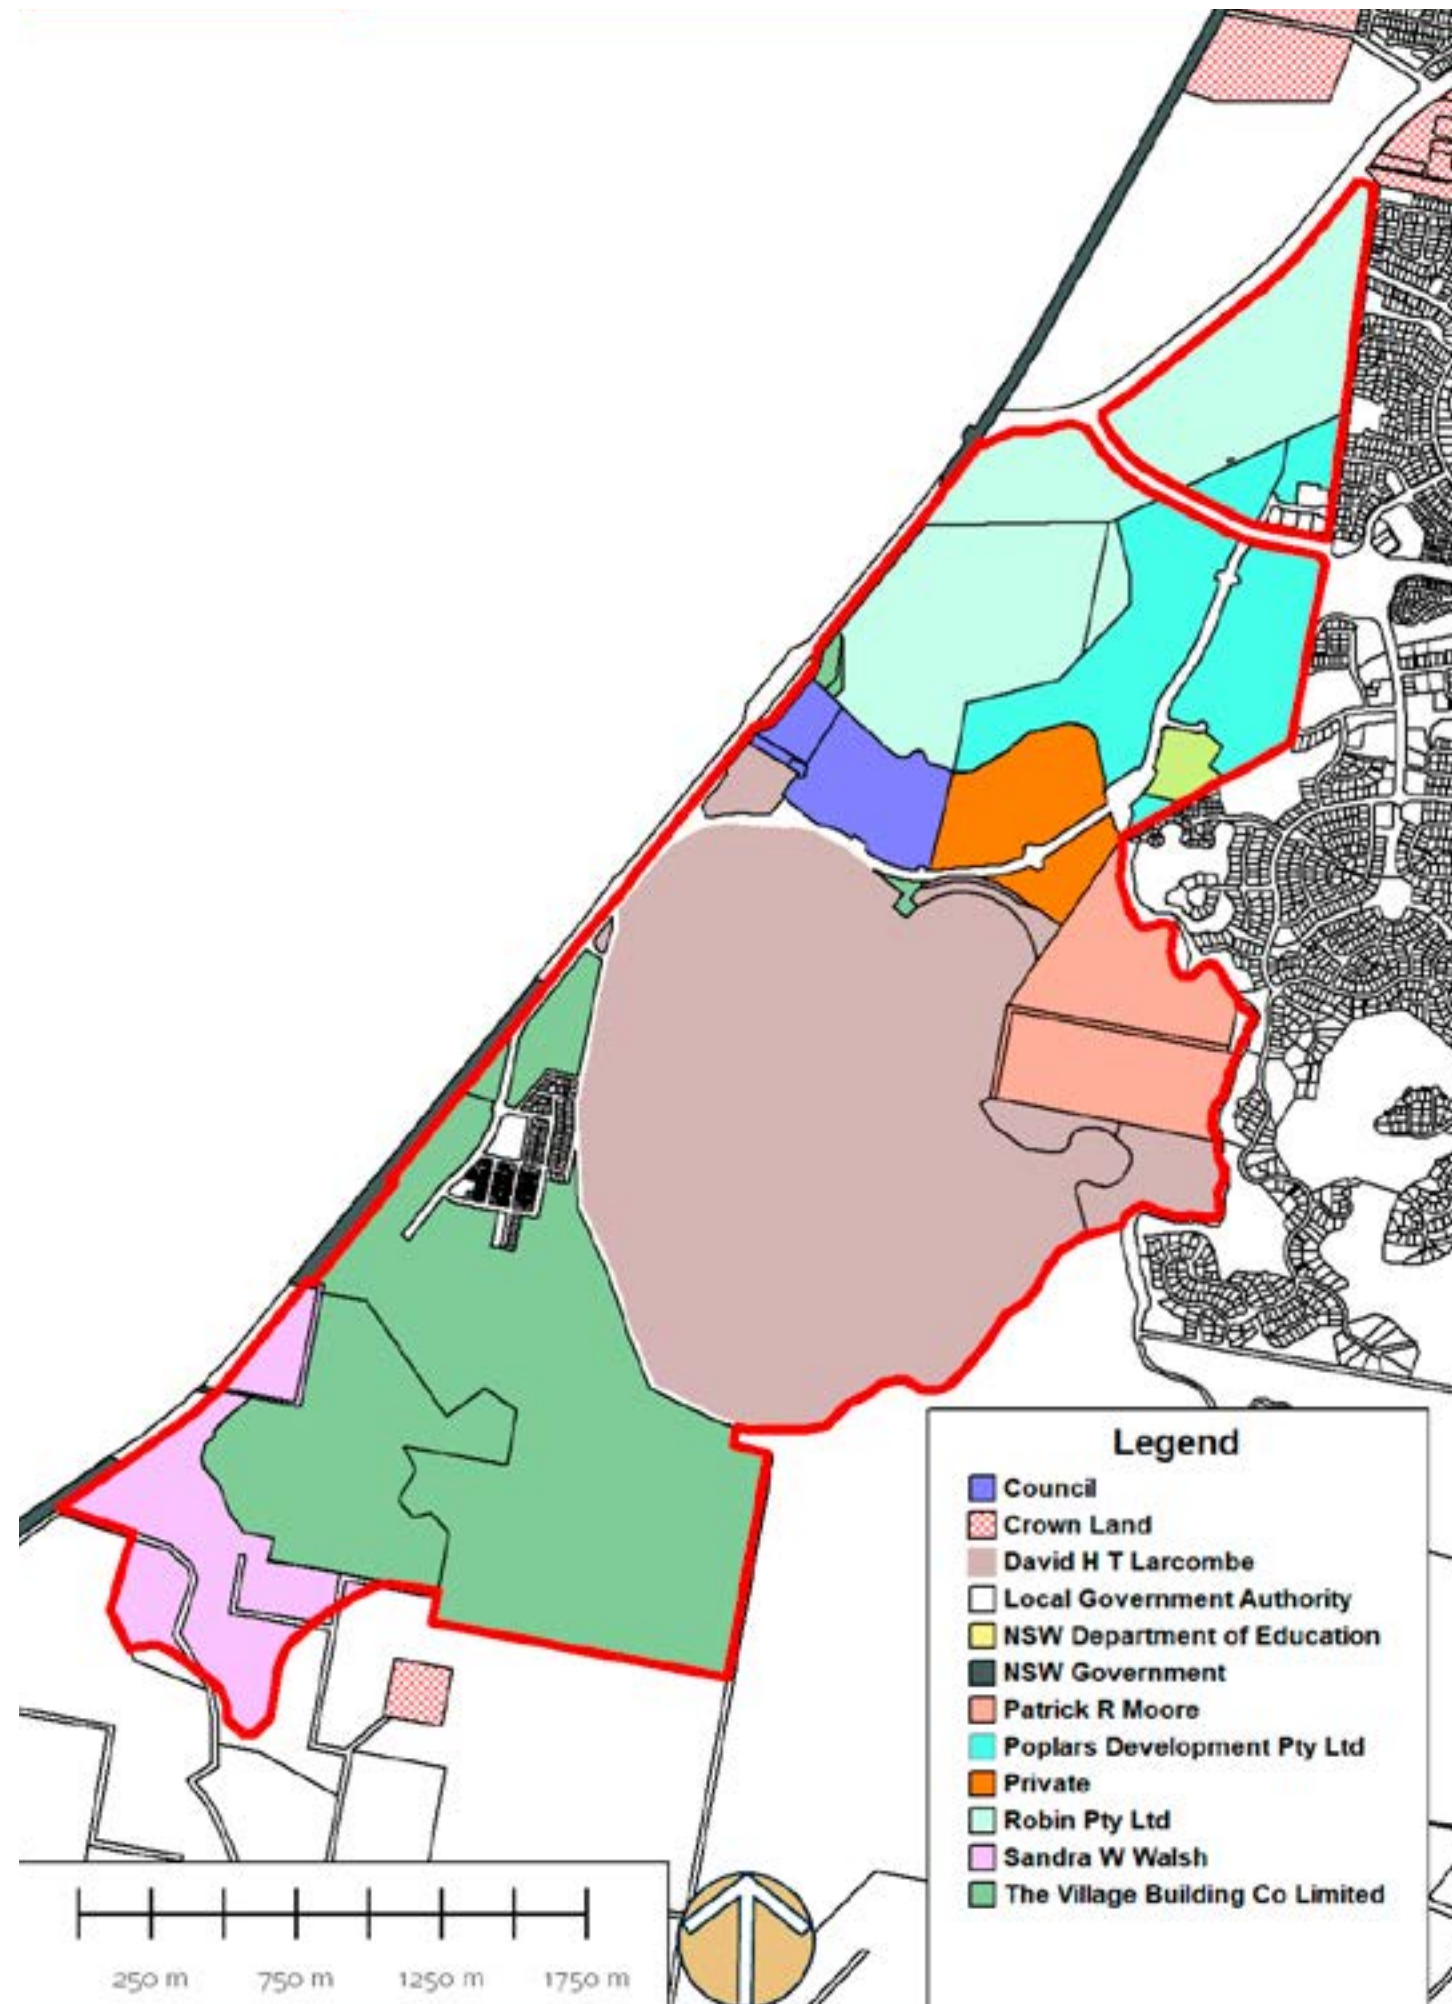 Legend
Council
Crown Land
David H T Larcombe
Local Government Authority
NSW Department of Education
NSW Government
Patrick R Moore
Poplars Development Pty Ltd
Private
Robin Pty Ltd
Sandra W Walsh
The Village Building Co Limited
250 m 750 m 1250 m 1750 m